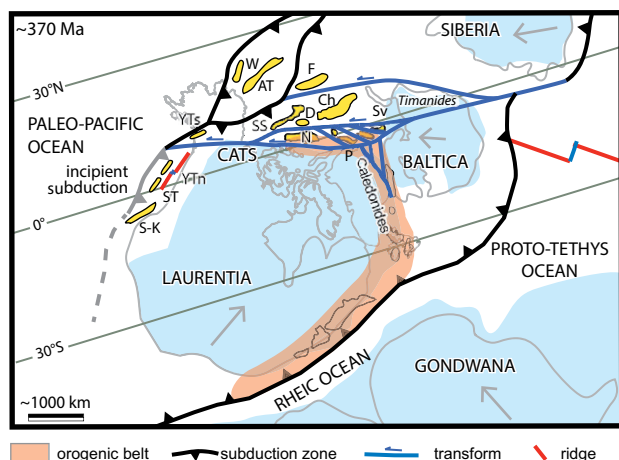 ~370 Ma
SIBERIA
30°N
W
AT
F
Ch
D
Sv
Timanides
YTs
SS
N
PALEO-PACIFIC
OCEAN
CATS
P
BALTICA
incipient
subduction
YTn
ST
Caledonides
0°
S-K
PROTO-TETHYS
OCEAN
LAURENTIA
30°S
RHEIC OCEAN
GONDWANA
~1000 km
orogenic belt
subduction zone
transform
ridge